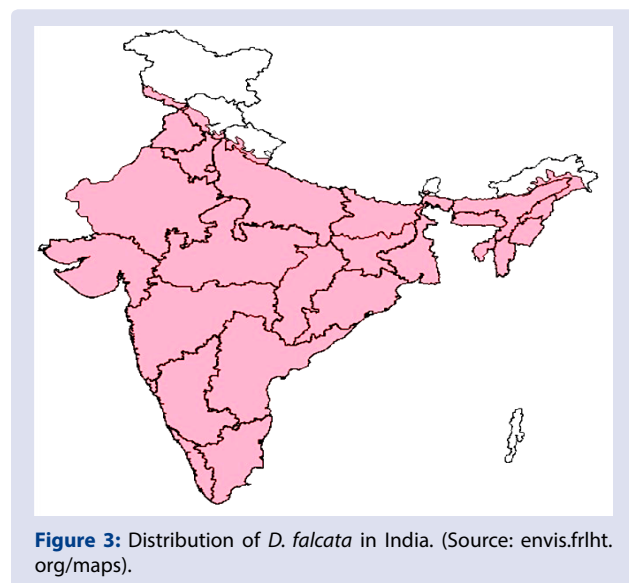 Figure 3: Distribution of D. falcata in India. (Source: envis.frlht.
org/maps).